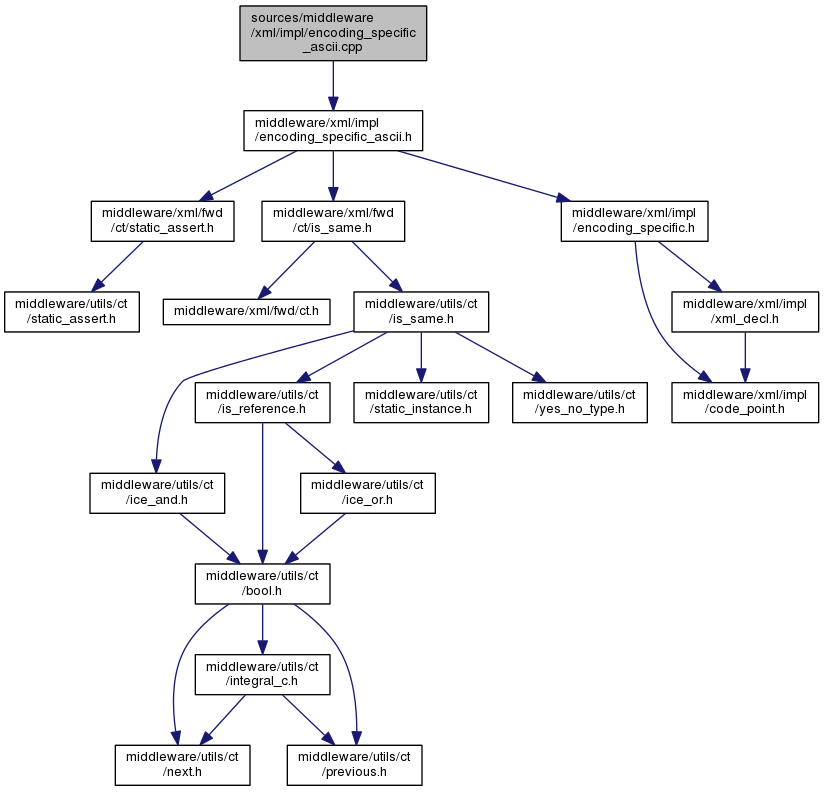 sources/middleware
/xml/impl/encoding_specific
_ascii.cpp
middleware/xml/impl
/encoding_specific_ascii.h
middleware/xml/fwd
/ct/static_assert.h
middleware/xml/fwd
/ct/is_same.h
middleware/xml/impl
/encoding_specific.h
middleware/utils/ct
/static_assert.h
middleware/xml/fwd/ct.h
middleware/utils/ct
/is_same.h
middleware/xml/impl
/xml_decl.h
middleware/utils/ct
/is_reference.h
middleware/utils/ct
/static_instance.h
middleware/utils/ct
/yes_no_type.h
middleware/xml/impl
/code_point.h
middleware/utils/ct
/ice_and.h
middleware/utils/ct
/ice_or.h
middleware/utils/ct
/bool.h
middleware/utils/ct
/integral_c.h
middleware/utils/ct
/next.h
middleware/utils/ct
/previous.h